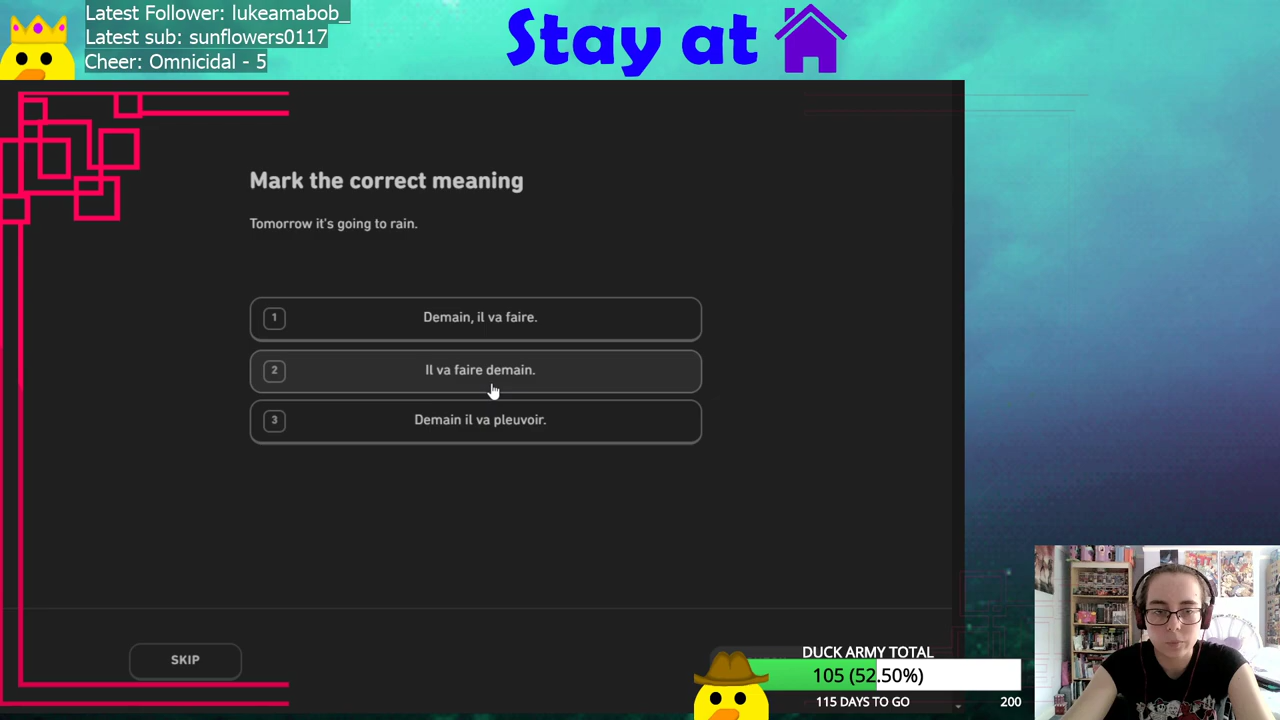 Latest Follower: lukeamabob_
Latest sub: sunflowers0117
Cheer: Omnicidal - 5
Stay at
Mark the correct meaning
Tomorrow it's going to rain.
1 Demain, il va faire.
2 Il va faire demain.
3 Demain il va pleuvoir.
SKIP
DUCK ARMY TOTAL
105 (52.50%)
115 DAYS TO GO 200